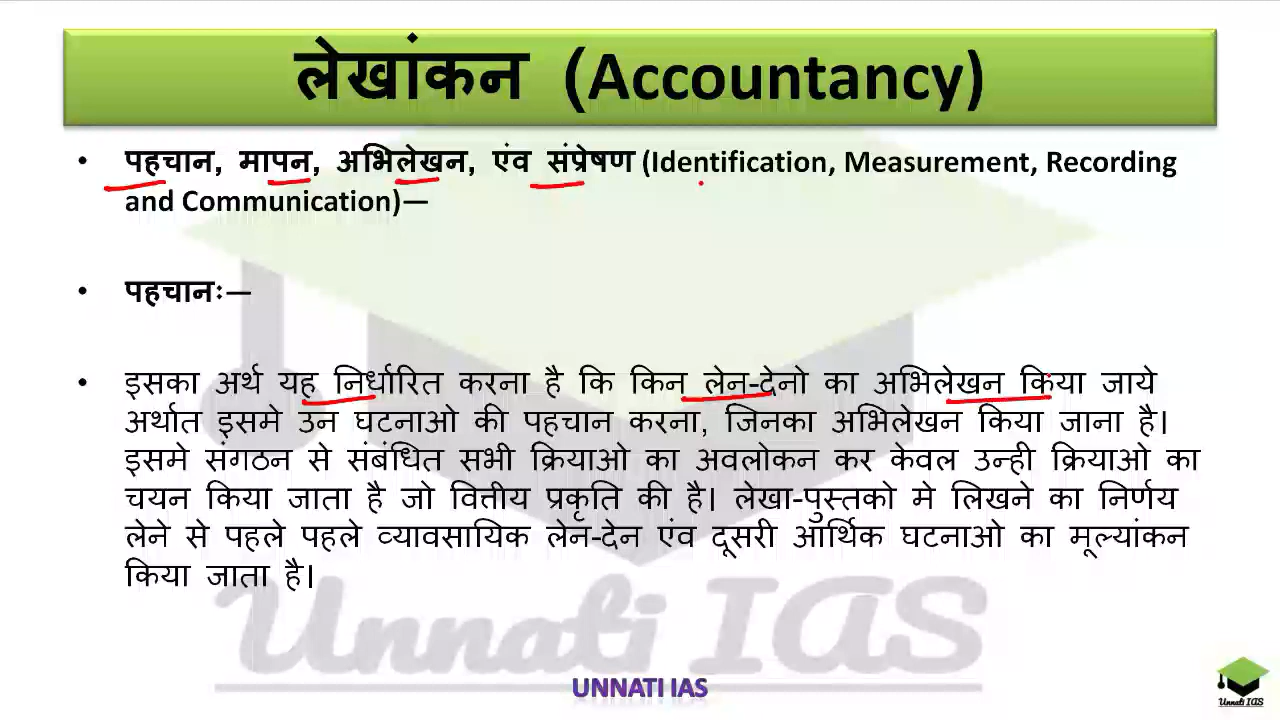 लेखांकन (Accountancy)
• पहचान, मापन, अभिलेखन, एंव संप्रेषण (Identification, Measurement, Recording
and Communication)—
• पहचानः—
• इसका अर्थ यह निर्धारित करना है कि किन लेन-देनो का अभिलेखन किया जाये
अर्थात इसमे उन घटनाओ की पहचान करना, जिनका अभिलेखन किया जाना है।
इसमे संगठन से संबंधित सभी क्रियाओ का अवलोकन कर केवल उन्ही क्रियाओ का
चयन किया जाता है जो वित्तीय प्रकृति की है। लेखा-पुस्तको मे लिखने का निर्णय
लेने से पहले पहले व्यावसायिक लेन-देन एंव दूसरी आर्थिक घटनाओ का मूल्यांकन
किया जाता है।
Unnati IAS
UNNATI IAS
Unnati IAS